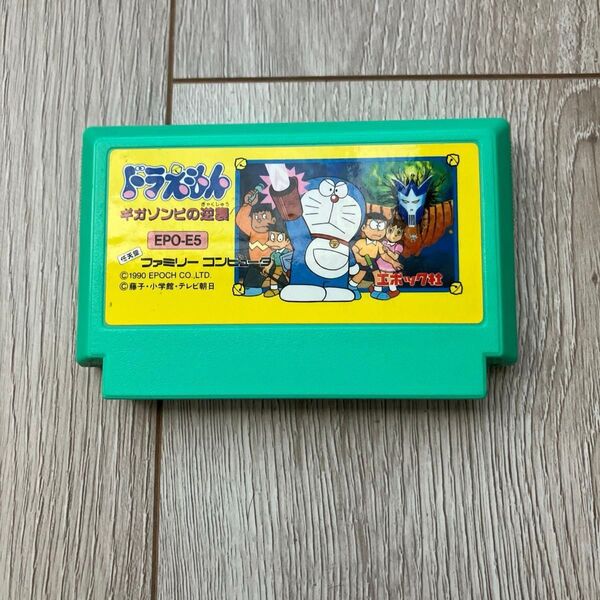 ドラえもん
きゃくしゅう
ギガゾンビの逆襲
EPO-E5
任天堂
ファミリー コンピュータ
©1990 EPOCH CO.,LTD.
©藤子・小学館・テレビ朝日
エポック社